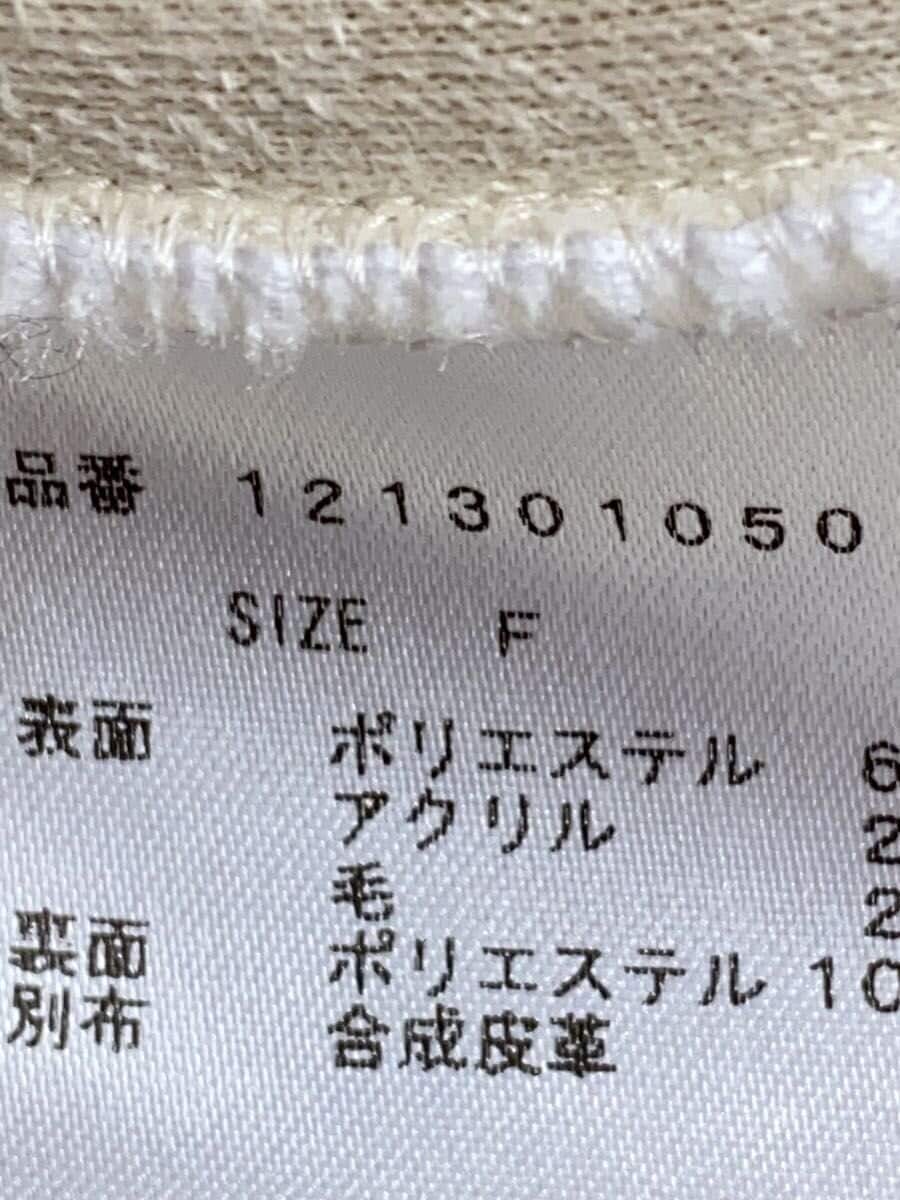 品番 121301050
SIZE F
表面 ポリエステル 6
アクリル 2
毛 2
裏面 ポリエステル 10
別布 合成皮革